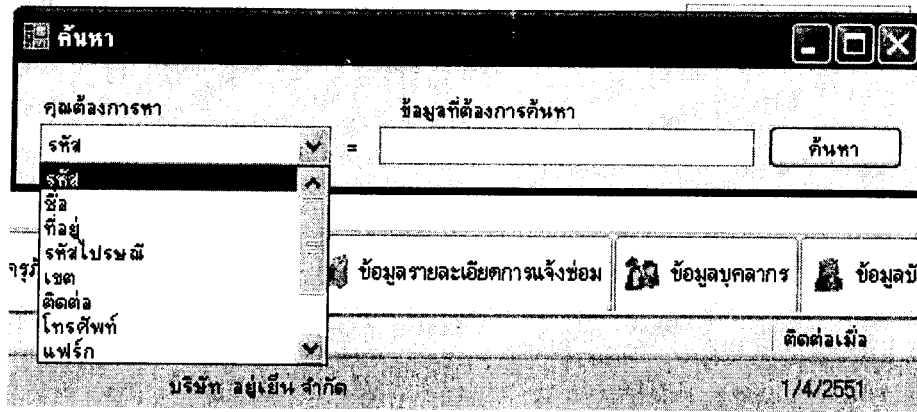 ค้นหา
คุณต้องการหา ข้อมูลที่ต้องการค้นหา
รหัส = ค้นหา
รหัส
ชื่อ
ที่อยู่
รหัสไปรษณี
เขต
ติดต่อ
โทรศัพท์
แฟร็ก
ข้อมูลรายละเอียดการแจ้งซ่อม ข้อมูลบุคลากร ข้อมูล
ติดต่อเมื่อ
บริษัท อยู่เย็น จำกัด 1/4/2551